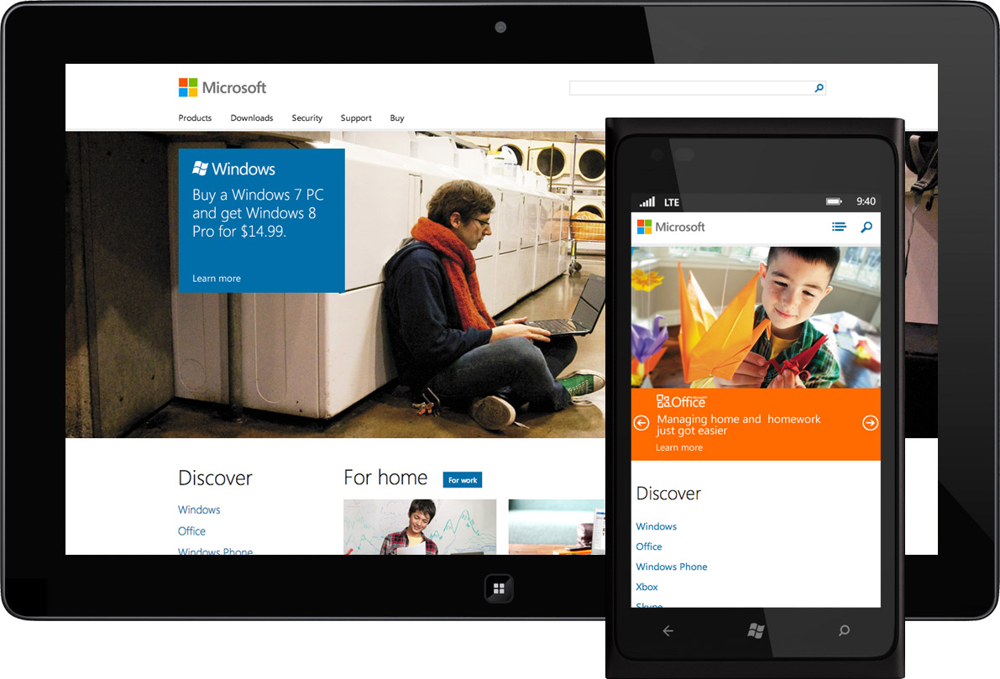 Microsoft
Products Downloads Security Support Buy
Windows
Buy a Windows 7 PC
and get Windows 8
Pro for $14.99.
Learn more
Discover
Windows
Office
Windows Phone
For home For work
LTE 9:40
Microsoft
Microsoft
Office
Managing home and homework
just got easier
Learn more
Discover
Windows
Office
Windows Phone
Xbox
Skype